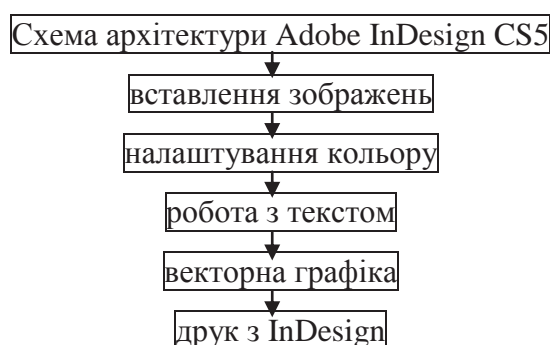 Схема архітектури Adobe InDesign CS5
вставлення зображень
налаштування кольору
робота з текстом
векторна графіка
друк з InDesign